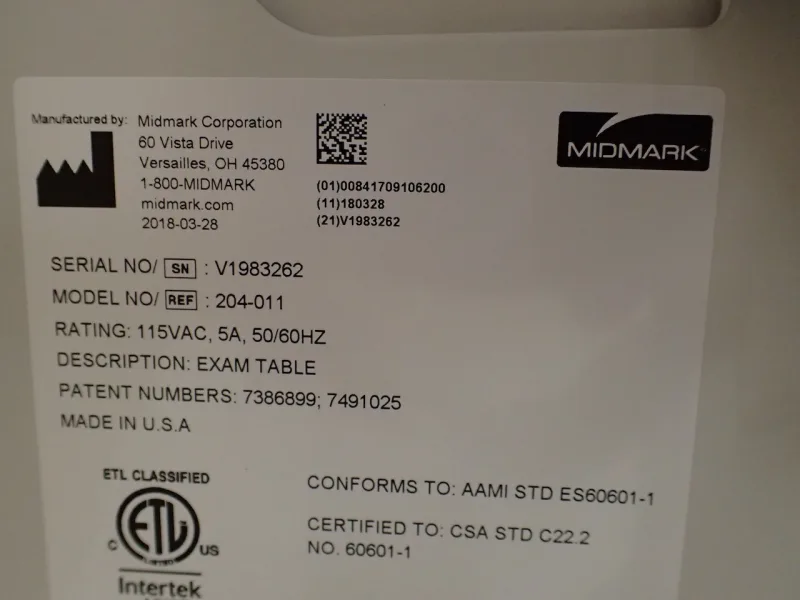 Manufactured by: Midmark Corporation
60 Vista Drive
Versailles, OH 45380
1-800-MIDMARK
midmark.com
2018-03-28
(01)00841709106200
(11)180328
(21)V1983262
MIDMARK
SERIAL NO/ SN : V1983262
MODEL NO/ REF : 204-011
RATING: 115VAC, 5A, 50/60HZ
DESCRIPTION: EXAM TABLE
PATENT NUMBERS: 7386899; 7491025
MADE IN U.S.A
ETL CLASSIFIED
C ETL US
LISTED
Intertek
CONFORMS TO: AAMI STD ES60601-1
CERTIFIED TO: CSA STD C22.2
NO. 60601-1